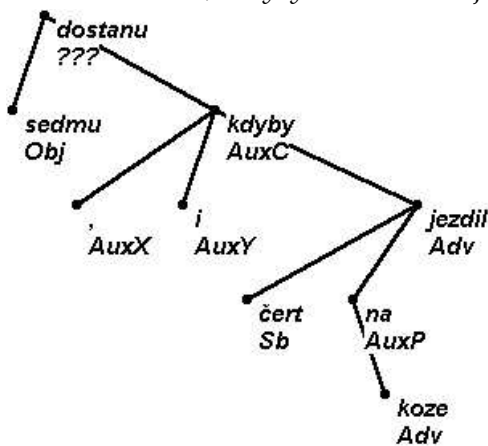 dostanu
???
sedmu
Obj
kdyby
AuxC
,
AuxX
i
AuxY
jezdil
Adv
čert
Sb
na
AuxP
koze
Adv